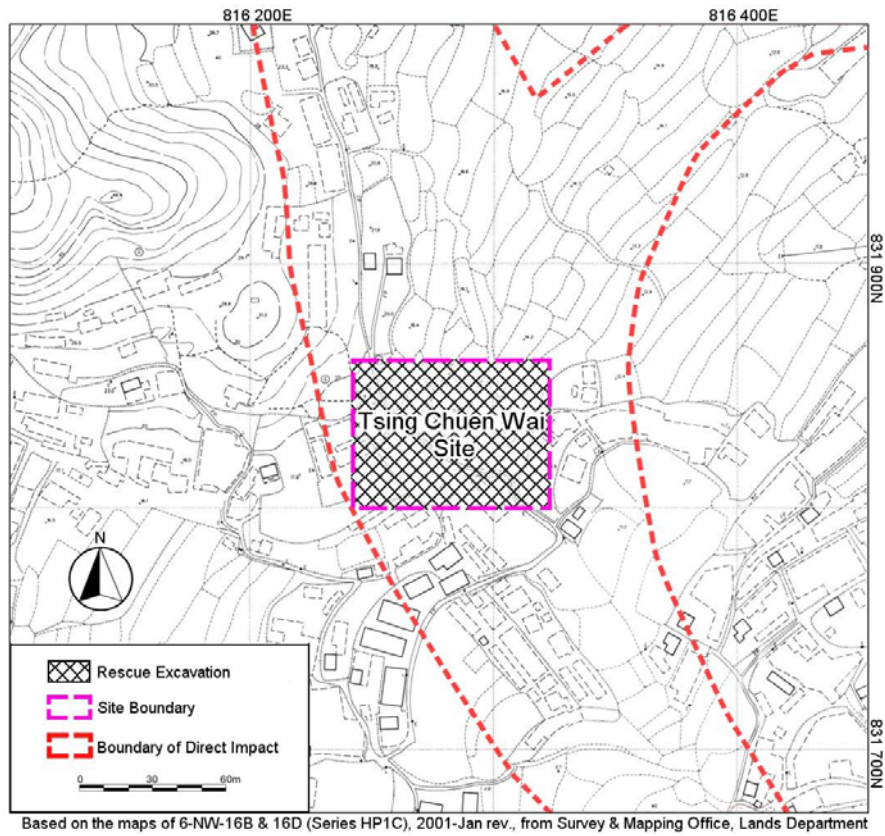 816 200E
816 400E
831 900N
Tsing Chuen Wai
Site
N
Rescue Excavation
Site Boundary
Boundary of Direct Impact
0 30 60m
831 700N
Based on the maps of 6-NW-16B & 16D (Series HP1C), 2001-Jan rev., from Survey & Mapping Office, Lands Department